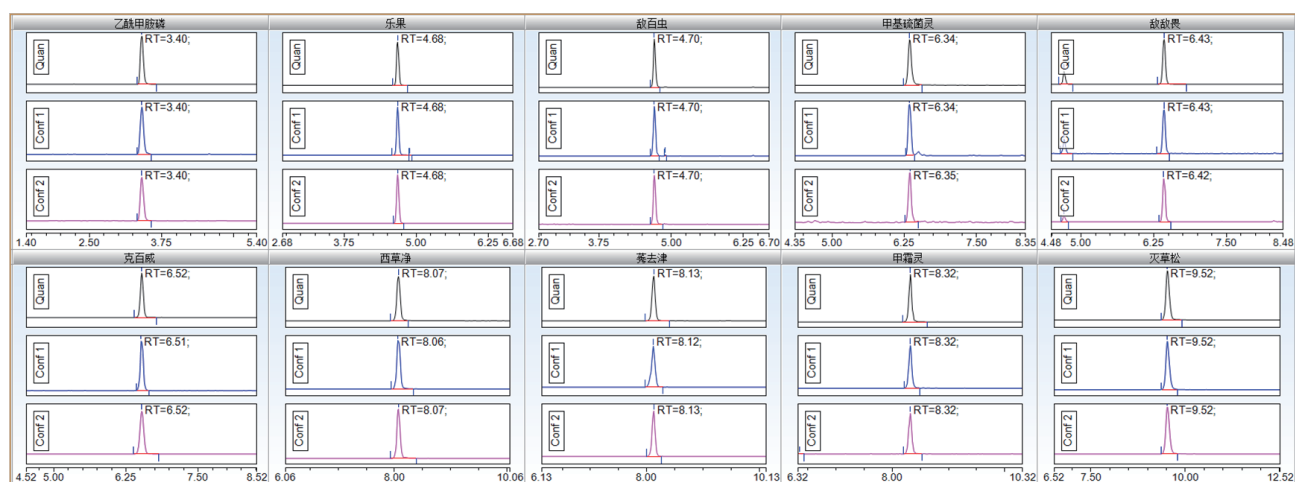 乙酰甲胺磷 乐果 敌百虫 甲基硫菌灵 敌敌畏
Quan RT=3.40; Quan RT=4.68; Quan RT=4.70; Quan RT=6.34; Quan RT=6.43;
Conf 1 RT=3.40; Conf 1 RT=4.68; Conf 1 RT=4.70; Conf 1 RT=6.34; Conf 1 RT=6.43;
Conf 2 RT=3.40; Conf 2 RT=4.68; Conf 2 RT=4.70; Conf 2 RT=6.35; Conf 2 RT=6.42;
1.40 2.50 3.75 5.40 2.68 3.75 5.00 6.25 6.68 2.70 3.75 5.00 6.25 6.70 4.35 5.00 6.25 7.50 8.35 4.48 5.00 6.25 7.50 8.48
克百威 西草净 莠去津 甲霜灵 灭草松
Quan RT=6.52; Quan RT=8.07; Quan RT=8.13; Quan RT=8.32; Quan RT=9.52;
Conf 1 RT=6.51; Conf 1 RT=8.06; Conf 1 RT=8.12; Conf 1 RT=8.32; Conf 1 RT=9.52;
Conf 2 RT=6.52; Conf 2 RT=8.07; Conf 2 RT=8.13; Conf 2 RT=8.32; Conf 2 RT=9.52;
4.52 5.00 6.25 7.50 8.52 6.06 8.00 10.06 6.13 8.00 10.13 6.32 8.00 10.32 6.52 7.50 10.00 12.52